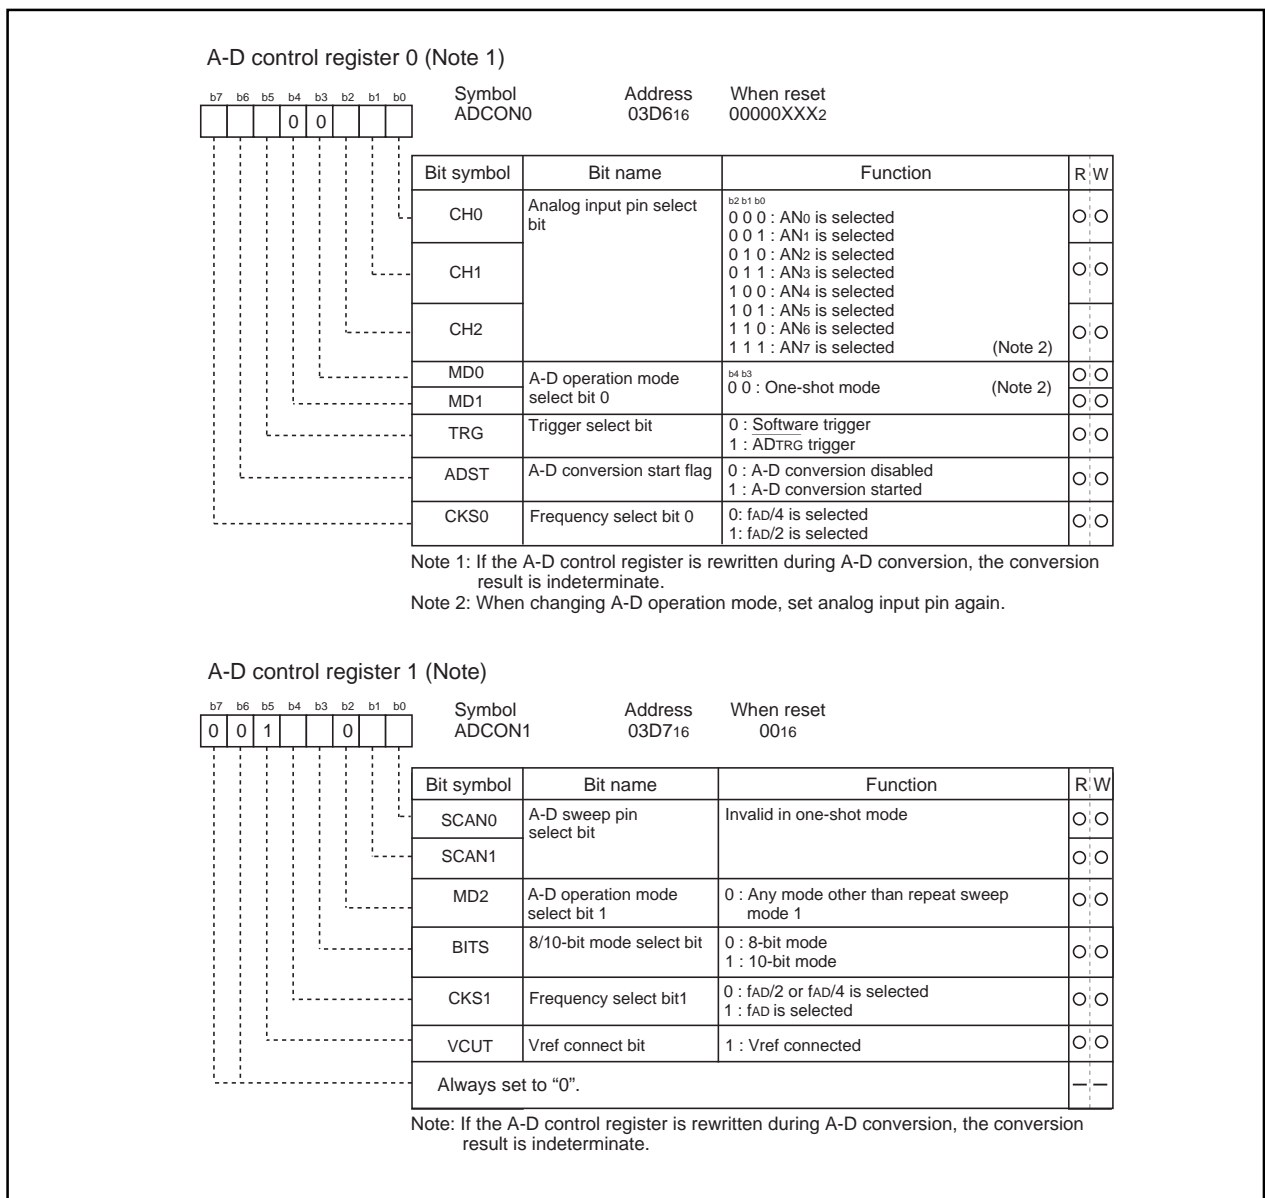 A-D control register 0 (Note 1)
b7 b6 b5 b4 b3 b2 b1 b0
0 0
Symbol Address When reset
ADCON0 03D616 00000XXX2
Bit symbol Bit name Function R W
CH0 Analog input pin select bit
b2 b1 b0
0 0 0 : AN0 is selected
0 0 1 : AN1 is selected
0 1 0 : AN2 is selected
CH1 0 1 1 : AN3 is selected
1 0 0 : AN4 is selected
1 0 1 : AN5 is selected
CH2 1 1 0 : AN6 is selected
1 1 1 : AN7 is selected (Note 2)
MD0 A-D operation mode
select bit 0
b4 b3
0 0 : One-shot mode (Note 2)
MD1
TRG Trigger select bit 0 : Software trigger
1 : ADTRG trigger
ADST A-D conversion start flag 0 : A-D conversion disabled
1 : A-D conversion started
CKS0 Frequency select bit 0 0: fAD/4 is selected
1: fAD/2 is selected
Note 1: If the A-D control register is rewritten during A-D conversion, the conversion
result is indeterminate.
Note 2: When changing A-D operation mode, set analog input pin again.
A-D control register 1 (Note)
b7 b6 b5 b4 b3 b2 b1 b0
0 0 1 0
Symbol Address When reset
ADCON1 03D716 0016
Bit symbol Bit name Function R W
SCAN0 A-D sweep pin
select bit
Invalid in one-shot mode
SCAN1
MD2 A-D operation mode
select bit 1
0 : Any mode other than repeat sweep
mode 1
BITS 8/10-bit mode select bit 0 : 8-bit mode
1 : 10-bit mode
CKS1 Frequency select bit1 0 : fAD/2 or fAD/4 is selected
1 : fAD is selected
VCUT Vref connect bit 1 : Vref connected
Always set to “0”.
Note: If the A-D control register is rewritten during A-D conversion, the conversion
result is indeterminate.